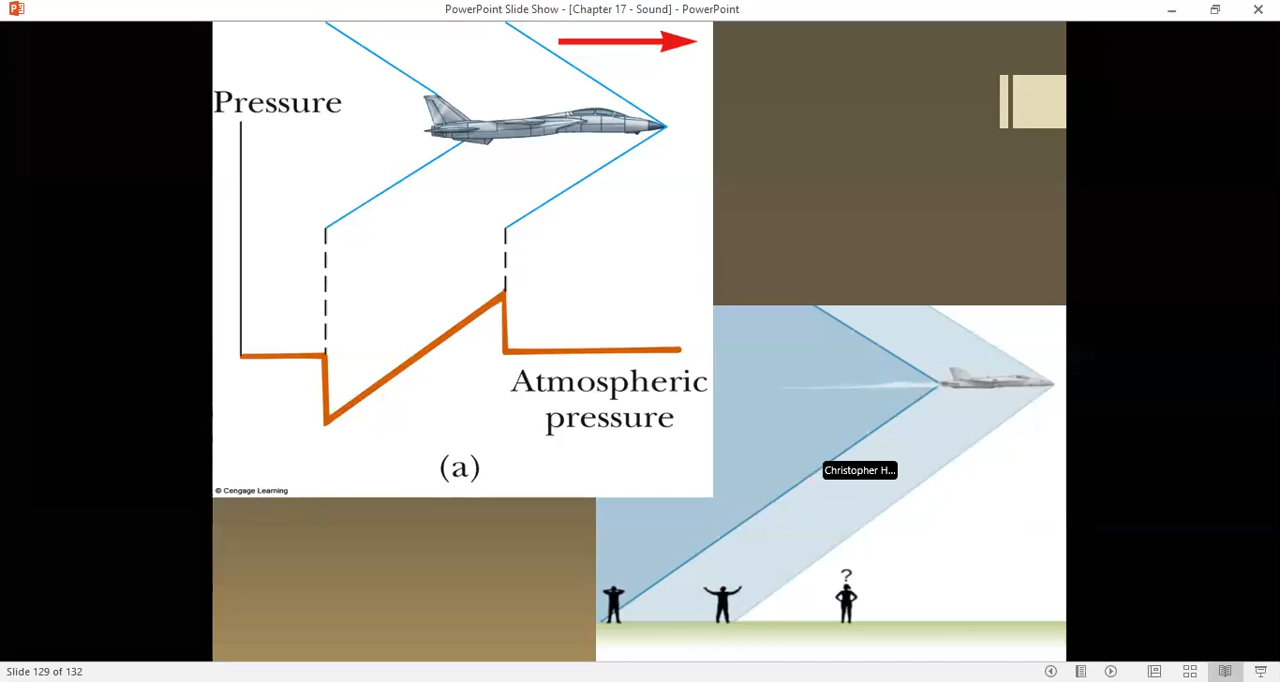 PowerPoint Slide Show - [Chapter 17 - Sound] - PowerPoint
Pressure
Atmospheric
pressure
(a)
© Cengage Learning
Christopher H...
?
Slide 129 of 132